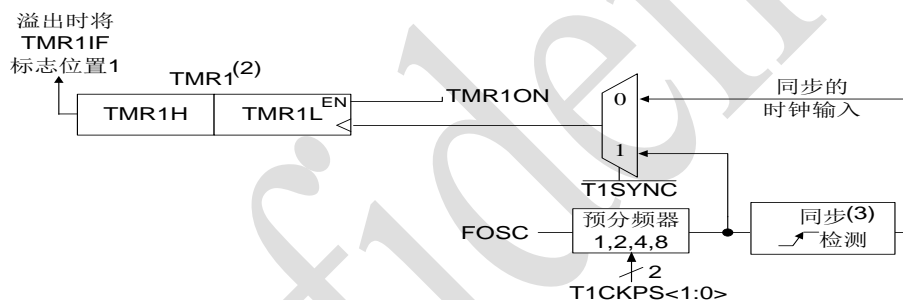 溢出时将
TMR1IF
标志位置1
TMR1(2)
TMR1H
TMR1L
EN
TMR1ON
0
1
同步的
时钟输入
T1SYNC
FOSC
预分频器
1,2,4,8
同步(3)
检测
2
T1CKPS<1:0>